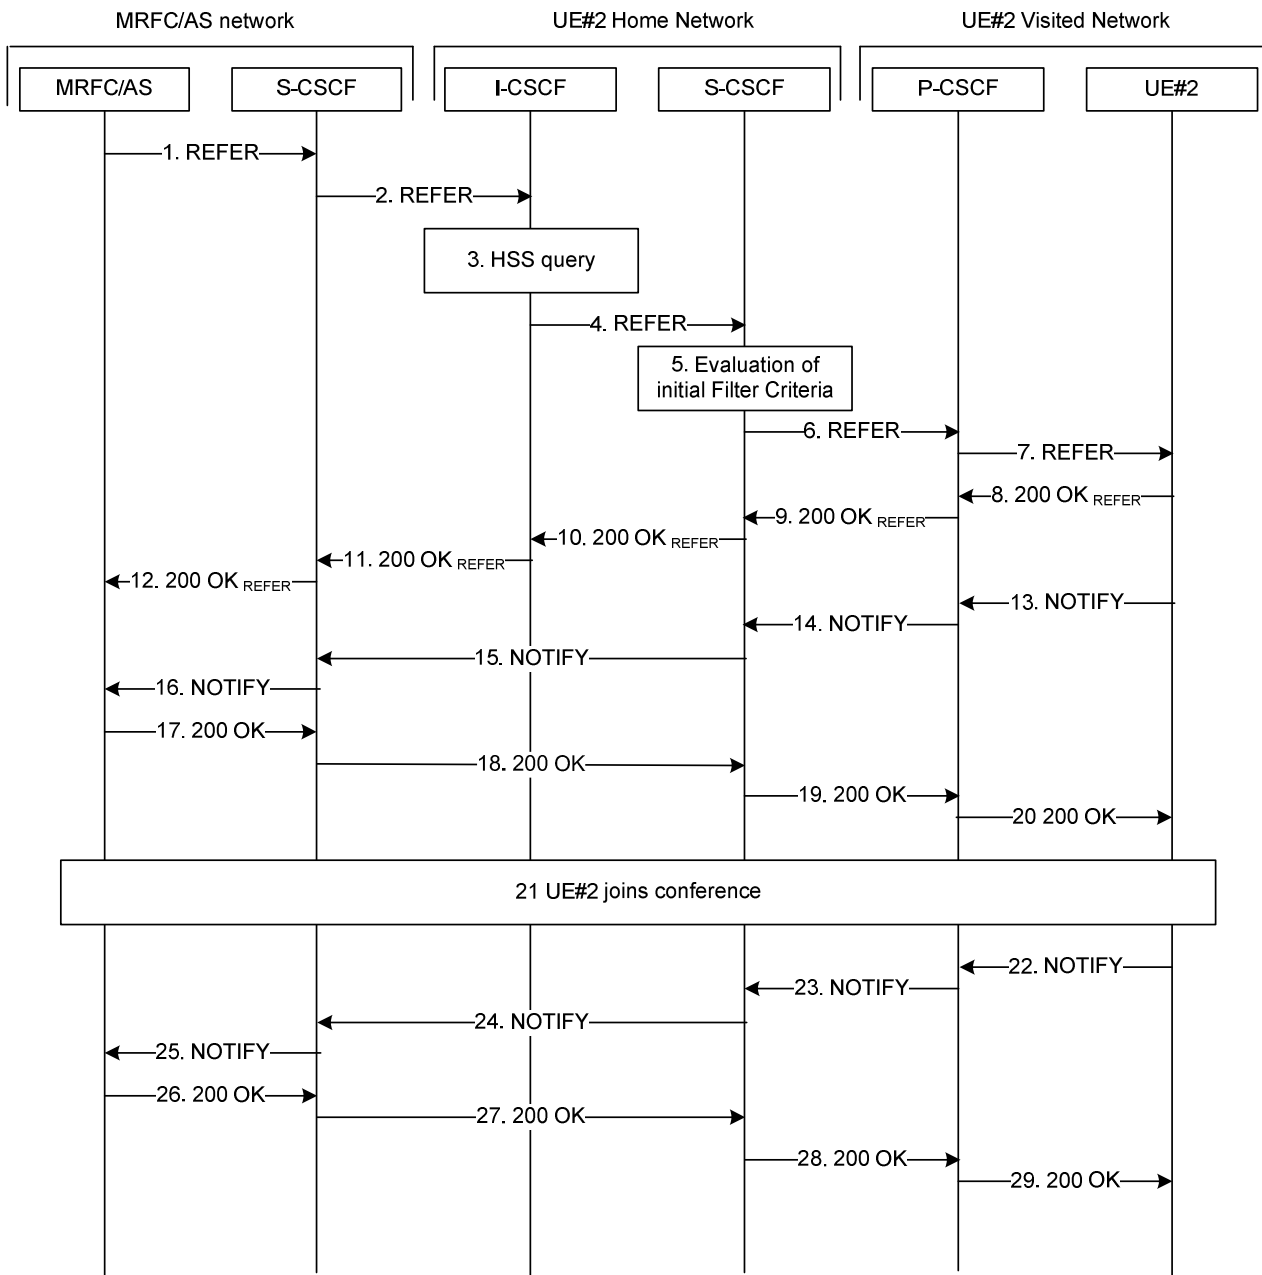 MRFC/AS network
UE#2 Home Network
UE#2 Visited Network
MRFC/AS
S-CSCF
I-CSCF
S-CSCF
P-CSCF
UE#2
1. REFER
2. REFER
3. HSS query
4. REFER
5. Evaluation of
initial Filter Criteria
6. REFER
7. REFER
8. 200 OK REFER
9. 200 OK REFER
10. 200 OK REFER
11. 200 OK REFER
12. 200 OK REFER
13. NOTIFY
14. NOTIFY
15. NOTIFY
16. NOTIFY
17. 200 OK
18. 200 OK
19. 200 OK
20 200 OK
21 UE#2 joins conference
22. NOTIFY
23. NOTIFY
24. NOTIFY
25. NOTIFY
26. 200 OK
27. 200 OK
28. 200 OK
29. 200 OK